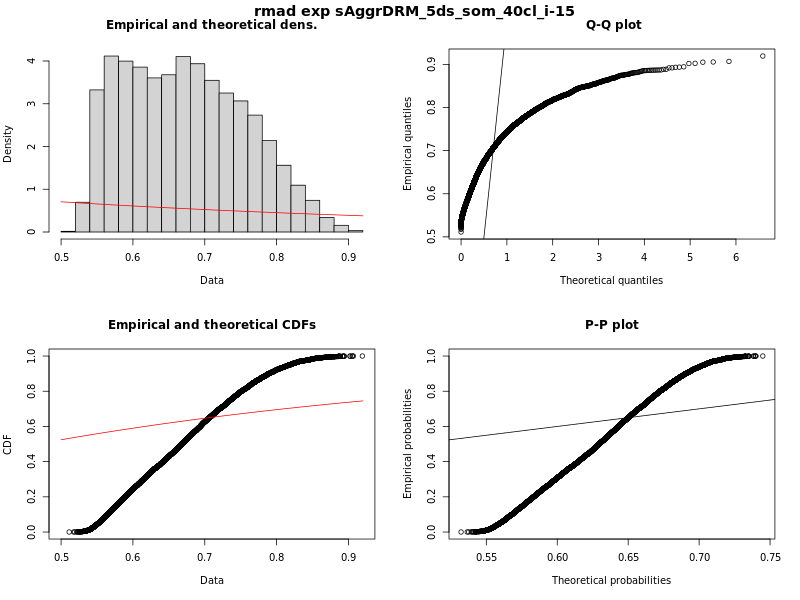 rmad exp sAggrDRM_5ds_som_40cl_i-15
Empirical and theoretical dens.
Density
0 1 2 3 4
0.5 0.6 0.7 0.8 0.9
Data
Q-Q plot
Empirical quantiles
0.5 0.6 0.7 0.8 0.9
0 1 2 3 4 5 6
Theoretical quantiles
Empirical and theoretical CDFs
CDF
0.0 0.2 0.4 0.6 0.8 1.0
0.5 0.6 0.7 0.8 0.9
Data
P-P plot
Empirical probabilities
0.0 0.2 0.4 0.6 0.8 1.0
0.55 0.60 0.65 0.70 0.75
Theoretical probabilities